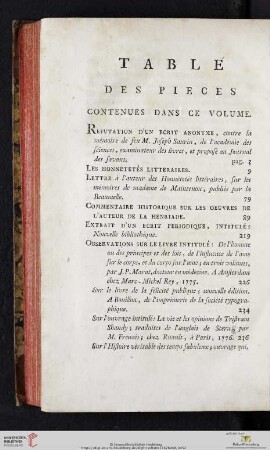 TABLE
DES PIECES
CONTENUES DANS CE VOLUME.
REFUTATION D'UN ECRIT ANONYME, contre la
mémoire de feu M. Joseph Saurin, de l'académie des
sciences, examinateur des livres, et préposé au Journal
des savans. pag. 3
LES HONNETETÉS LITTERAIRES. 9
LETTRE à l'auteur des Honnêtetés littéraires, sur les
mémoires de madame de Maintenon, publiés par la
Beaumelle. 79
COMMENTAIRE HISTORIQUE SUR LES OEUVRES DE
L'AUTEUR DE LA HENRIADE. 89
EXTRAIT D'UN ECRIT PERIODIQUE, INTITULÉ:
Nouvelle bibliotheque. 219
OBSERVATIONS SUR LE LIVRE INTITULÉ: De l'homme
ou des principes et des lois, de l'influence de l'ame
sur le corps, et du corps sur l'ame; en trois volumes,
par J. P. Marat, docteur en médecine. A Amsterdam
chez Marc-Michel Rey, 1775. 226
Sur le livre de la félicité publique; nouvelle édition.
A Bouillon, de l'imprimerie de la société typogra-
phique. 234
Sur l'ouvrage intitulé: La vie et les opinions de Tristram
Shandy; traduites de l'anglais de Stern, par
M. Frenais; chez Ruault, à Paris, 1776. 236
Sur l'Histoire véritable des temps fabuleux; ouvrage qui,